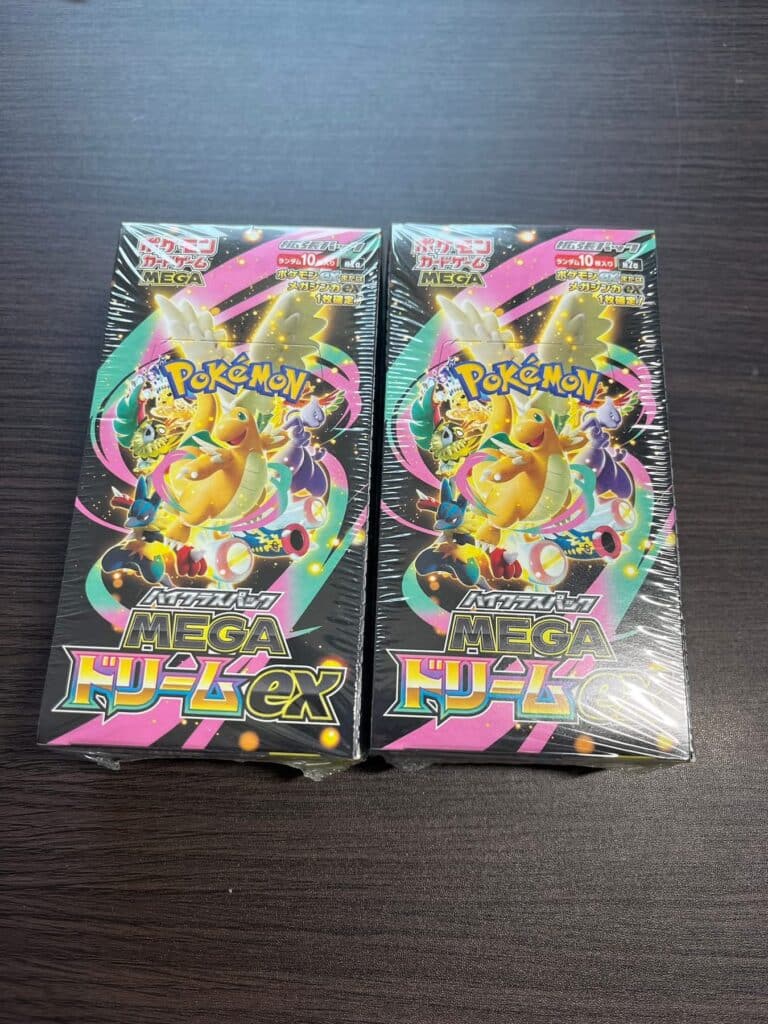 ポケモン
カードゲーム
MEGA
拡張パック
ランダム10枚入り
ポケモンexまたは
メガシンカex
1枚確定!
POKéMON
ハイクラスパック
MEGA
ドリームex
ポケモン
カードゲーム
MEGA
拡張パック
ランダム10枚入り
ポケモンexまたは
メガシンカex
1枚確定!
POKéMON
ハイクラスパック
MEGA
ドリームex